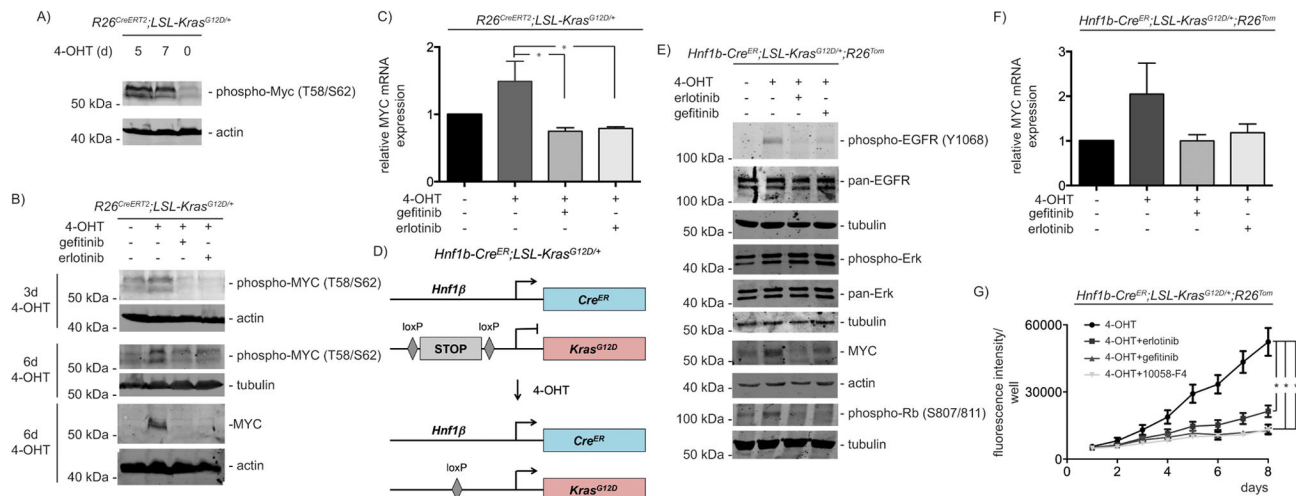 A)
R26CreERT2;LSL-KrasG12D/+
4-OHT (d) 5 7 0
50 kDa - - phospho-Myc (T58/S62)
40 kDa - - actin
B)
R26CreERT2;LSL-KrasG12D/+
- + + + 4-OHT
- - + - gefitinib
- - - + erlotinib
3d 4-OHT
50 kDa - - phospho-MYC (T58/S62)
40 kDa - - actin
6d 4-OHT
50 kDa - - phospho-MYC (T58/S62)
50 kDa - - tubulin
6d 4-OHT
50 kDa - -MYC
40 kDa - - actin
C)
R26CreERT2;LSL-KrasG12D/+
relative MYC mRNA expression
2
1
0
* *
4-OHT - + + +
gefitinib - - + -
erlotinib - - - +
D)
Hnf1b-CreER;LSL-KrasG12D/+
Hnf1β CreER
loxP loxP
STOP KrasG12D
4-OHT
Hnf1β CreER
loxP
KrasG12D
E)
Hnf1b-CreER;LSL-KrasG12D/+;R26Tom
4-OHT - + + +
erlotinib - - + -
gefitinib - - - +
100 kDa - - phospho-EGFR (Y1068)
100 kDa - - pan-EGFR
50 kDa - - tubulin
40 kDa - - phospho-Erk
40 kDa - - pan-Erk
50 kDa - - tubulin
50 kDa - - MYC
40 kDa - - actin
100 kDa - - phospho-Rb (S807/811)
50 kDa - - tubulin
F)
Hnf1b-CreER;LSL-KrasG12D/+;R26Tom
relative MYC mRNA expression
3
2
1
0
4-OHT - + + +
gefitinib - - + -
erlotinib - - - +
G)
Hnf1b-CreER;LSL-KrasG12D/+;R26Tom
fluorescence intensity/
well
60000
30000
0
4-OHT
4-OHT+erlotinib
4-OHT+gefitinib
4-OHT+10058-F4
* * *
0 2 4 6 8
days